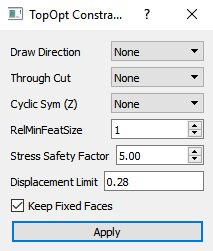 TopOpt Constra...
Draw Direction None
Through Cut None
Cyclic Sym (Z) None
RelMinFeatSize 1
Stress Safety Factor 5.00
Displacement Limit 0.28
Keep Fixed Faces
Apply